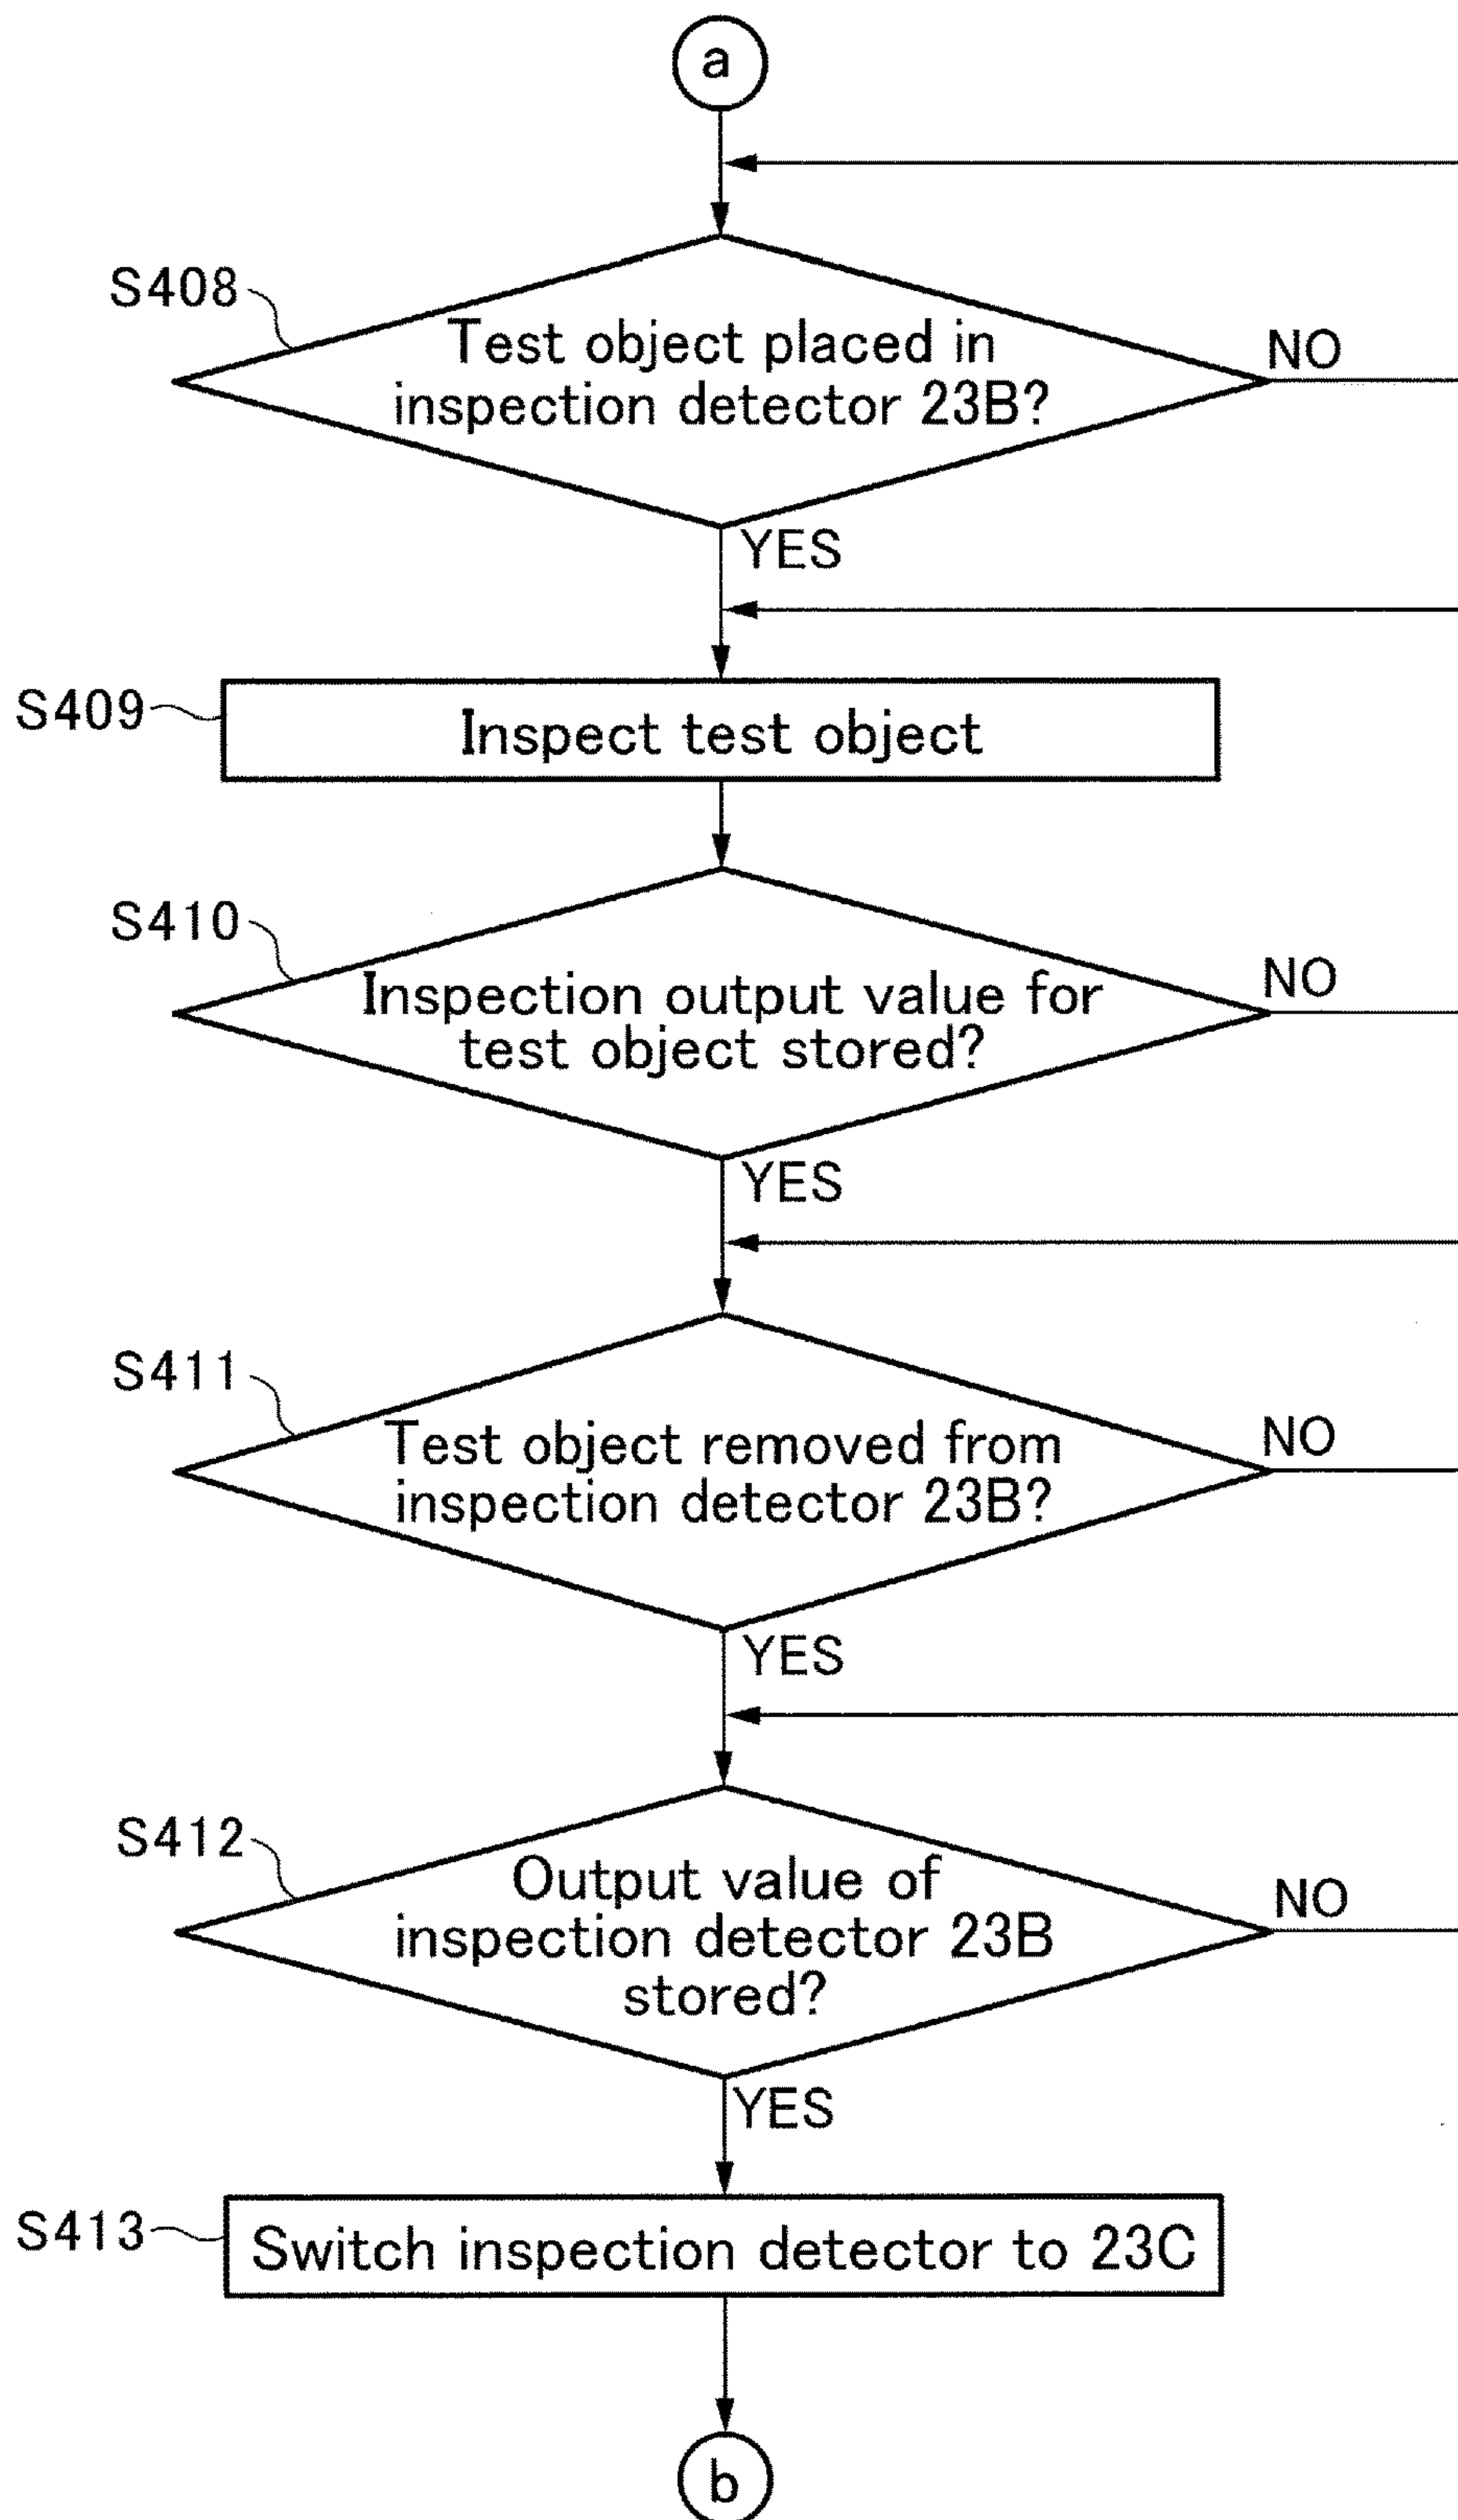 a
S408
Test object placed in
inspection detector 23B?
NO
YES
S409
Inspect test object
S410
Inspection output value for
test object stored?
NO
YES
S411
Test object removed from
inspection detector 23B?
NO
YES
S412
Output value of
inspection detector 23B
stored?
NO
YES
S413
Switch inspection detector to 23C
b